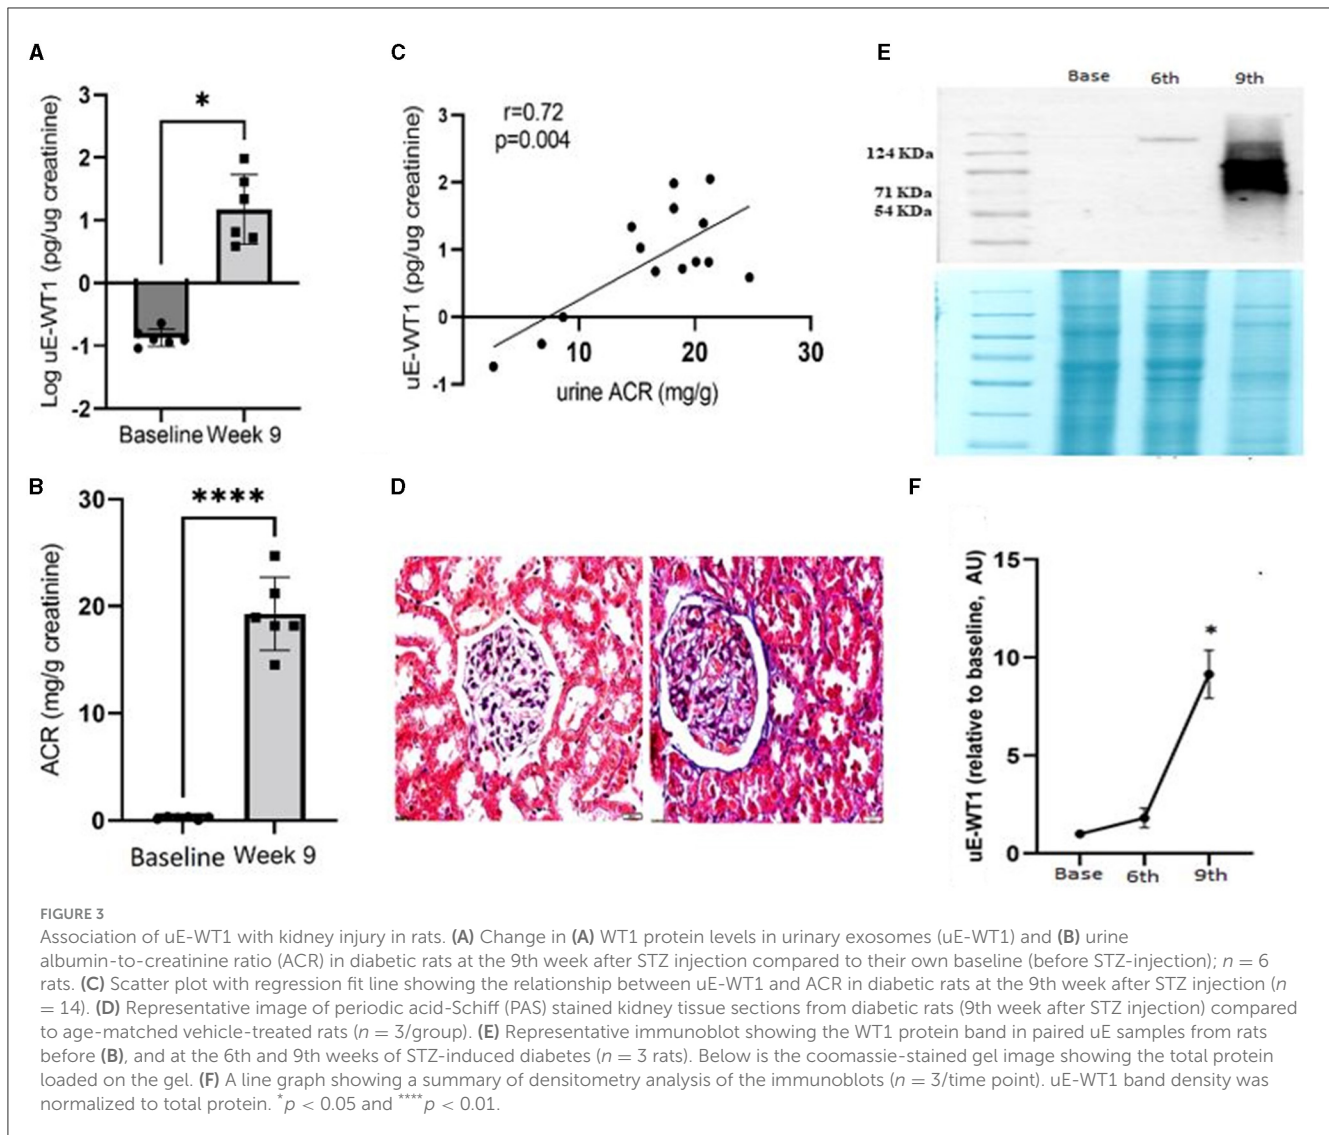 A
3
2
1
0
-1
-2
Log uE-WT1 (pg/ug creatinine)
*
Baseline Week 9
B
30
20
10
0
ACR (mg/g creatinine)
****
Baseline Week 9
C
r=0.72
p=0.004
3
2
1
0
-1
uE-WT1 (pg/ug creatinine)
10 20 30
urine ACR (mg/g)
D
E
Base 6th 9th
124 KDa
71 KDa
54 KDa
F
15
10
5
0
uE-WT1 (relative to baseline, AU)
*
Base 6th 9th
FIGURE 3
Association of uE-WT1 with kidney injury in rats. (A) Change in (A) WT1 protein levels in urinary exosomes (uE-WT1) and (B) urine
albumin-to-creatinine ratio (ACR) in diabetic rats at the 9th week after STZ injection compared to their own baseline (before STZ-injection); n = 6
rats. (C) Scatter plot with regression fit line showing the relationship between uE-WT1 and ACR in diabetic rats at the 9th week after STZ injection (n
= 14). (D) Representative image of periodic acid-Schiff (PAS) stained kidney tissue sections from diabetic rats (9th week after STZ injection) compared
to age-matched vehicle-treated rats (n = 3/group). (E) Representative immunoblot showing the WT1 protein band in paired uE samples from rats
before (B), and at the 6th and 9th weeks of STZ-induced diabetes (n = 3 rats). Below is the coomassie-stained gel image showing the total protein
loaded on the gel. (F) A line graph showing a summary of densitometry analysis of the immunoblots (n = 3/time point). uE-WT1 band density was
normalized to total protein. *p < 0.05 and ****p < 0.01.